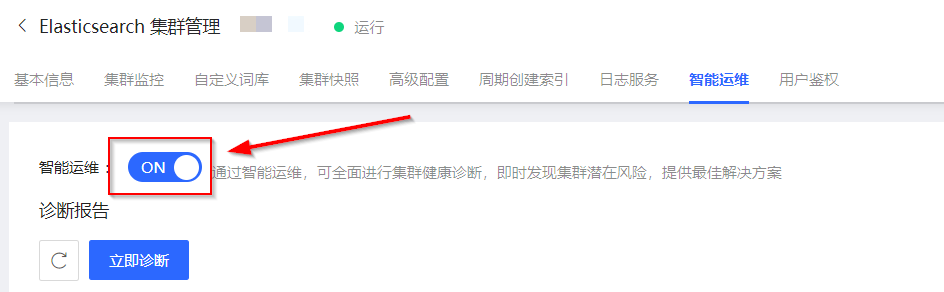 Elasticsearch 集群管理 运行
基本信息 集群监控 自定义词库 集群快照 高级配置 周期创建索引 日志服务 智能运维 用户鉴权
智能运维： ON 通过智能运维，可全面进行集群健康诊断，即时发现集群潜在风险，提供最佳解决方案
诊断报告
立即诊断